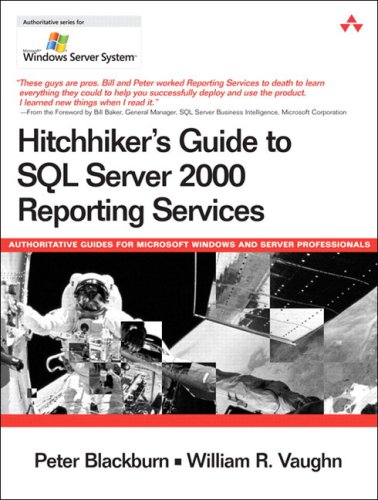 Authoritative series for
Microsoft
Windows Server System™
"These guys are pros. Bill and Peter worked Reporting Services to death to learn
everything they could to help you successfully deploy and use the product.
I learned new things when I read it."
—From the Foreword by Bill Baker, General Manager, SQL Server Business Intelligence, Microsoft Corporation
Hitchhiker's Guide to
SQL Server 2000
Reporting Services
AUTHORITATIVE GUIDES FOR MICROSOFT WINDOWS AND SERVER PROFESSIONALS
Peter Blackburn ■ William R. Vaughn